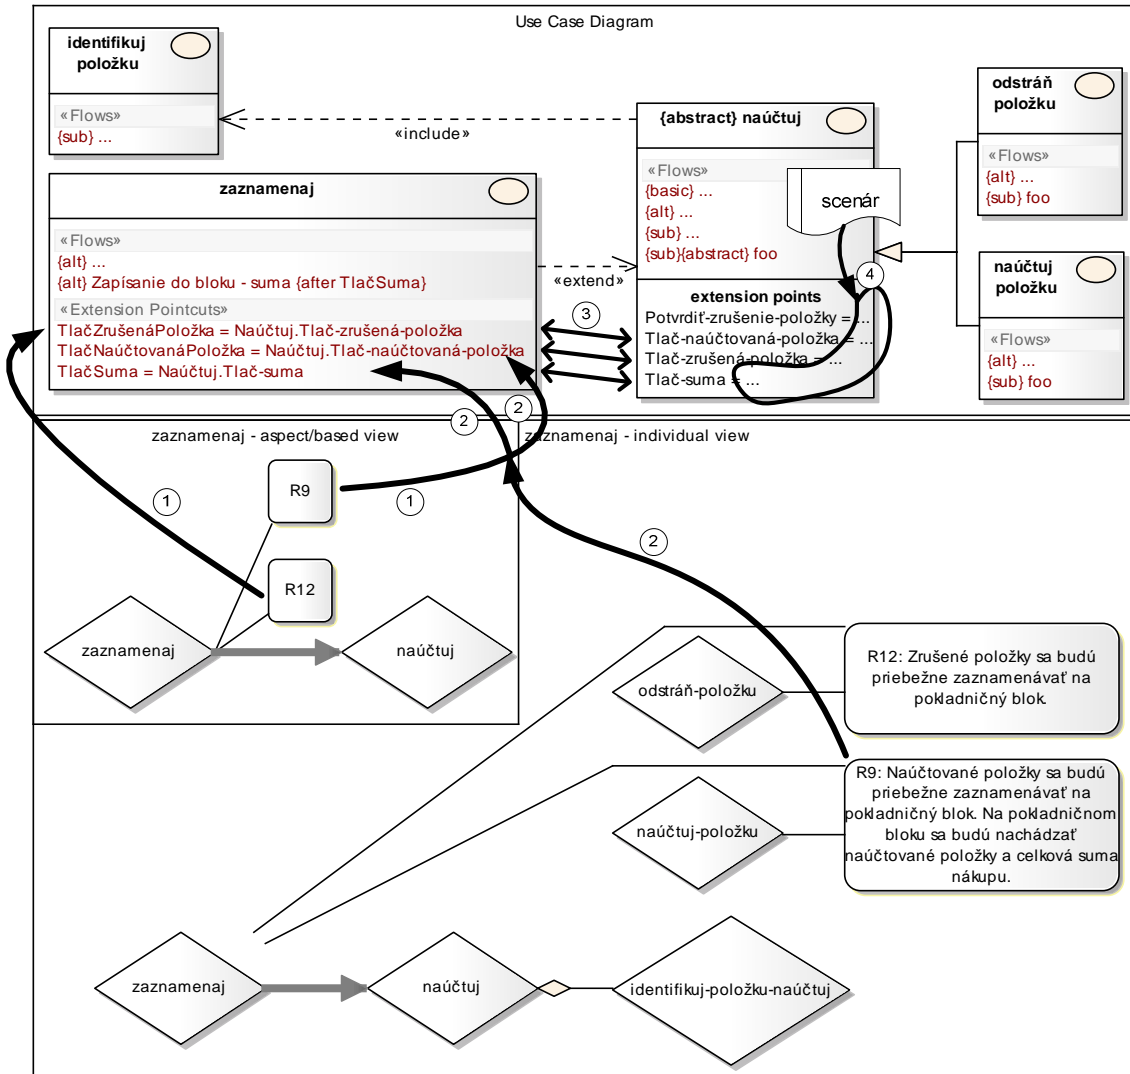 Use Case Diagram
identifikuj
položku
«Flows»
{sub} ...
«include»
{abstract} naúčtuj
«Flows»
{basic} ...
{alt} ...
{sub} ...
{sub}{abstract} foo
scenár
extension points
Potvrdiť-zrušenie-položky = ...
Tlač-naúčtovaná-položka = ...
Tlač-zrušená-položka = ...
Tlač-suma = ...
4
odstráň
položku
«Flows»
{alt} ...
{sub} foo
naúčtuj
položku
«Flows»
{alt} ...
{sub} foo
zaznamenaj
«Flows»
{alt} ...
{alt} Zapísanie do bloku - suma {after TlačSuma}
«Extension Pointcuts»
TlačZrušenáPoložka = Naúčtuj.Tlač-zrušená-položka
TlačNaúčtovanáPoložka = Naúčtuj.Tlač-naúčtovaná-položka
TlačSuma = Naúčtuj.Tlač-suma
«extend»
3
2
2
zaznamenaj - aspect/based view
zaznamenaj - individual view
R9
1
1
R12
2
zaznamenaj
naúčtuj
odstráň-položku
R12: Zrušené položky sa budú
priebežne zaznamenávať na
pokladničný blok.
naúčtuj-položku
R9: Naúčtované položky sa budú
priebežne zaznamenávať na
pokladničný blok. Na pokladničnom
bloku sa budú nachádzať
naúčtované položky a celková suma
nákupu.
zaznamenaj
naúčtuj
identifikuj-položku-naúčtuj